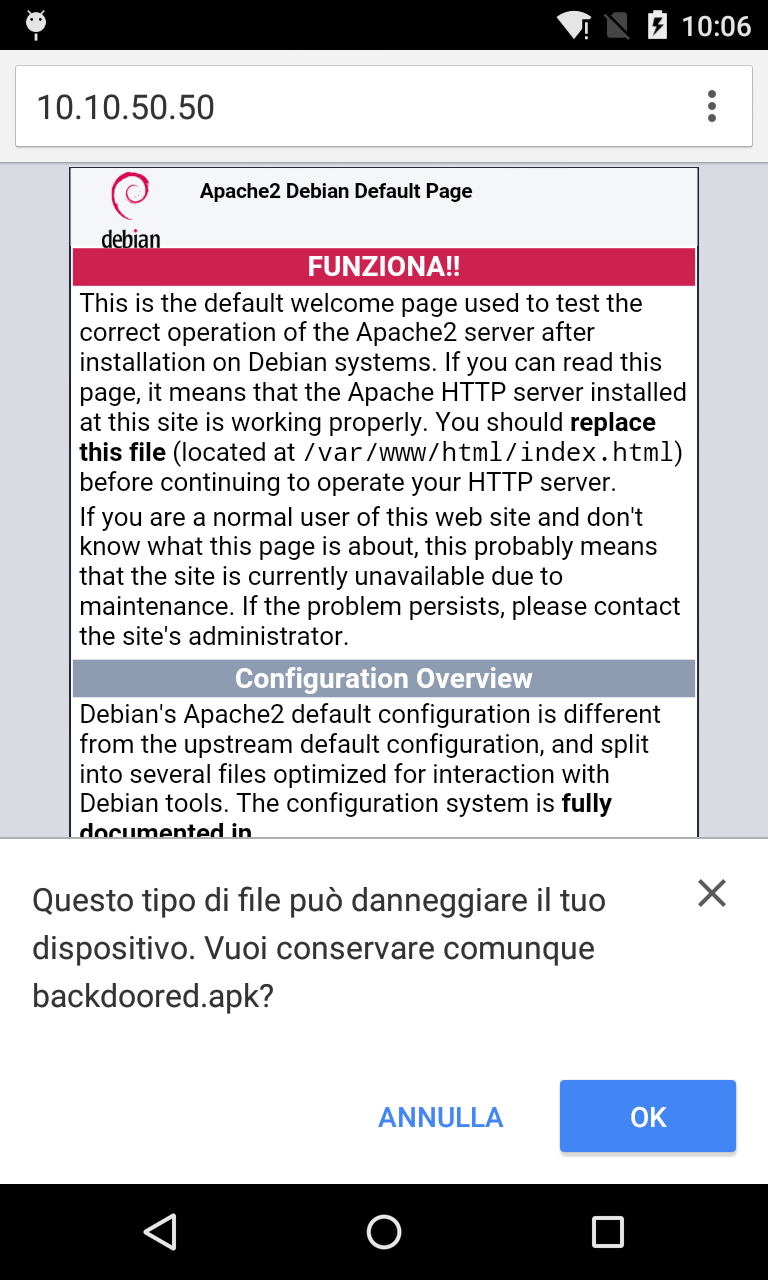 10:06
10.10.50.50
debian
Apache2 Debian Default Page
FUNZIONA!!
This is the default welcome page used to test the
correct operation of the Apache2 server after
installation on Debian systems. If you can read this
page, it means that the Apache HTTP server installed
at this site is working properly. You should replace
this file (located at /var/www/html/index.html)
before continuing to operate your HTTP server.
If you are a normal user of this web site and don't
know what this page is about, this probably means
that the site is currently unavailable due to
maintenance. If the problem persists, please contact
the site's administrator.
Configuration Overview
Debian's Apache2 default configuration is different
from the upstream default configuration, and split
into several files optimized for interaction with
Debian tools. The configuration system is fully
documented in
Questo tipo di file può danneggiare il tuo
dispositivo. Vuoi conservare comunque
backdoored.apk?
ANNULLA
OK